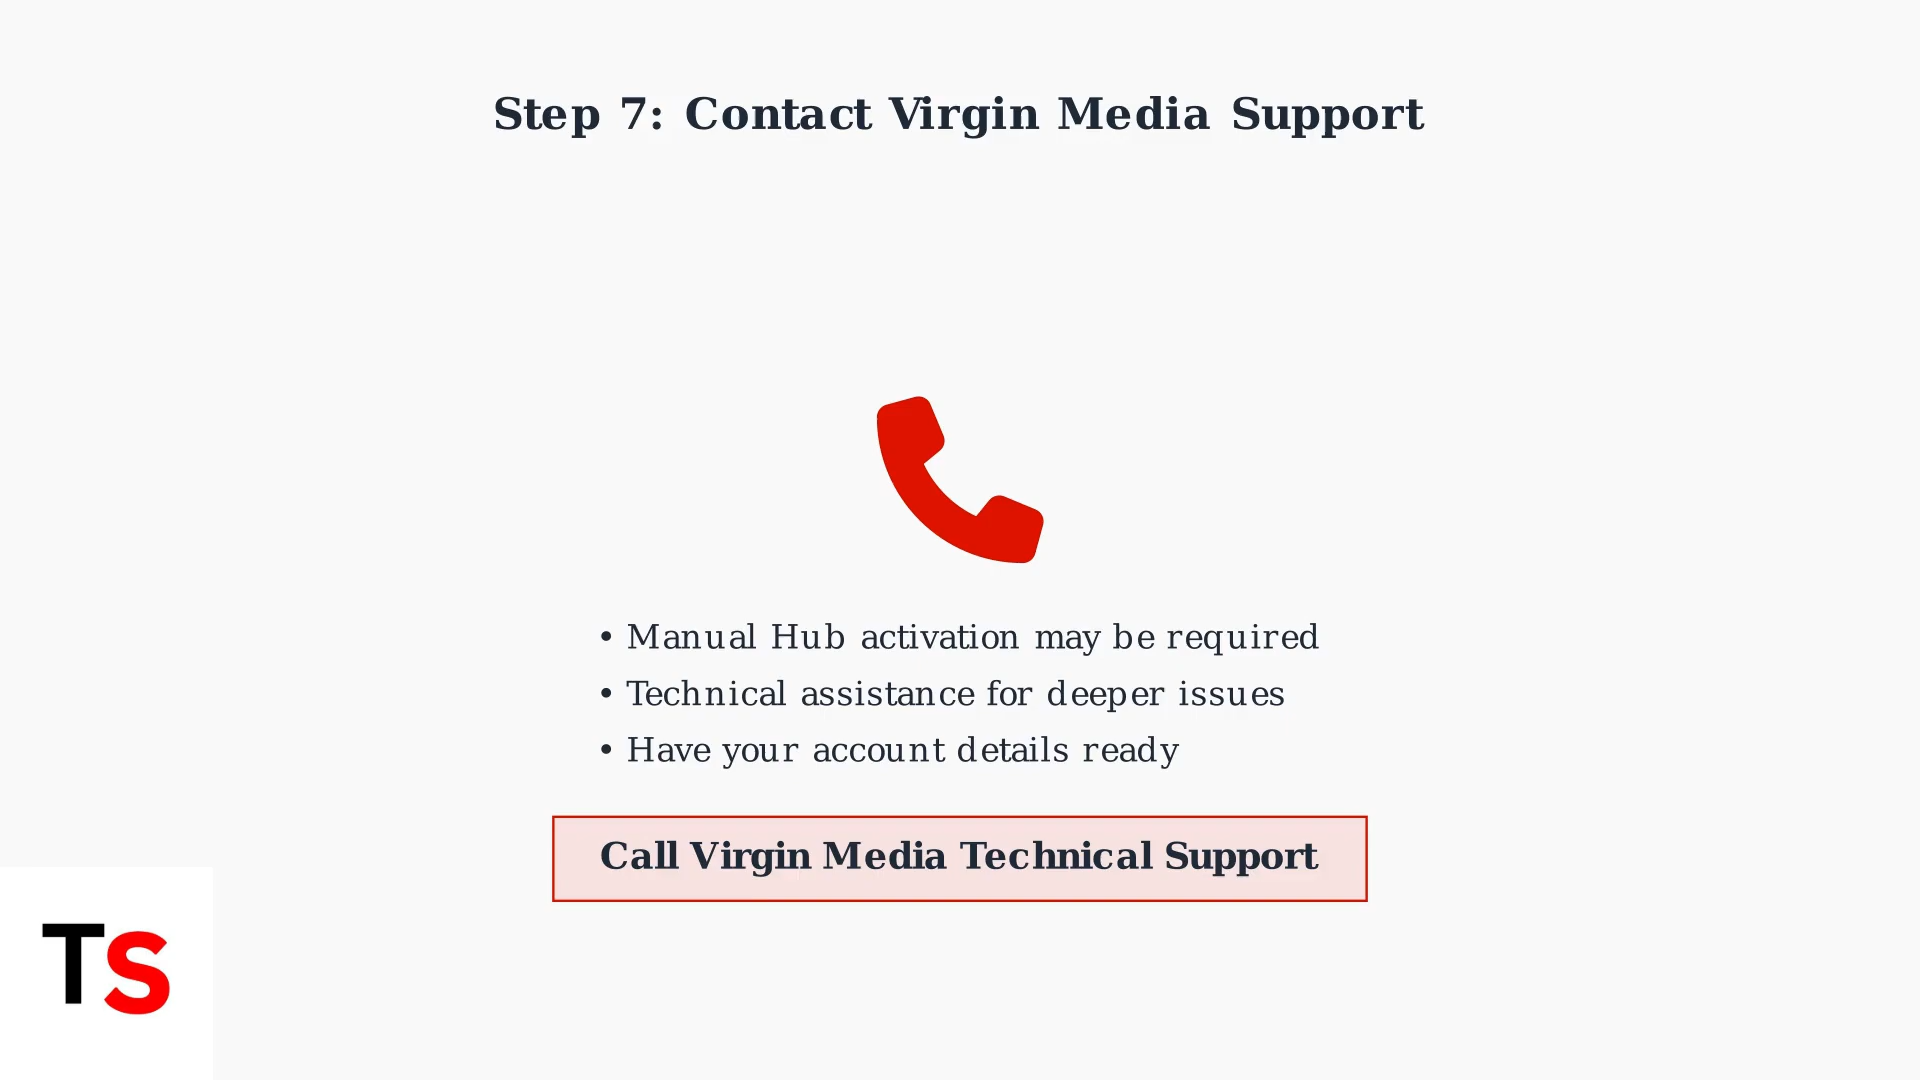 Step 7: Contact Virgin Media Support
• Manual Hub activation may be required
• Technical assistance for deeper issues
• Have your account details ready
Call Virgin Media Technical Support
TS